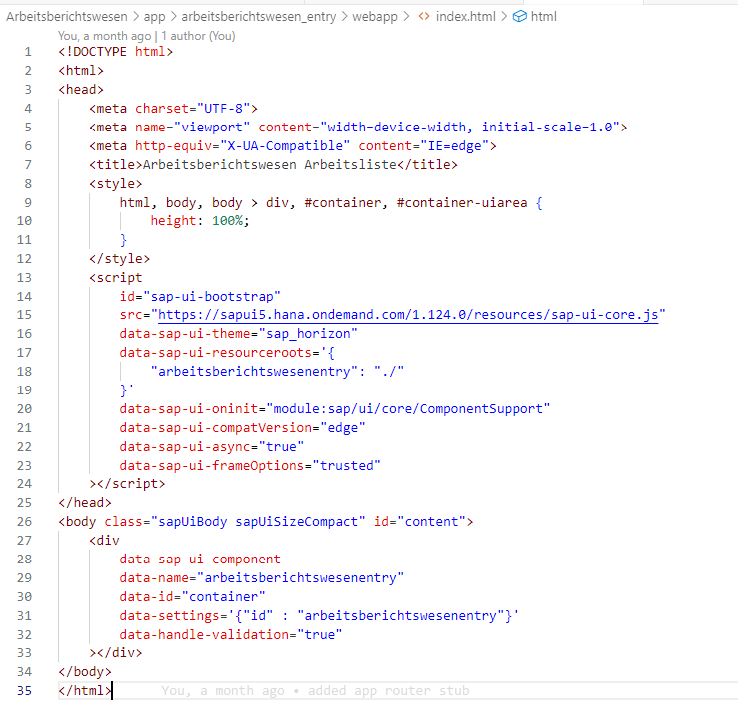 Arbeitsberichtswesen > app > arbeitsberichtswesen_entry > webapp > <> index.html > html
You, a month ago | 1 author (You)
1 <!DOCTYPE html>
2 <html>
3 <head>
4 <meta charset="UTF-8">
5 <meta name="viewport" content="width=device-width, initial-scale=1.0">
6 <meta http-equiv="X-UA-Compatible" content="IE=edge">
7 <title>Arbeitsberichtswesen Arbeitsliste</title>
8 <style>
9 html, body, body > div, #container, #container-uiarea {
10 height: 100%;
11 }
12 </style>
13 <script
14 id="sap-ui-bootstrap"
15 src="https://sapui5.hana.ondemand.com/1.124.0/resources/sap-ui-core.js"
16 data-sap-ui-theme="sap_horizon"
17 data-sap-ui-resourceroots='{
18 "arbeitsberichtswesenentry": "./"
19 }'
20 data-sap-ui-oninit="module:sap/ui/core/ComponentSupport"
21 data-sap-ui-compatVersion="edge"
22 data-sap-ui-async="true"
23 data-sap-ui-frameOptions="trusted"
24 ></script>
25 </head>
26 <body class="sapUiBody sapUiSizeCompact" id="content">
27 <div
28 data-sap-ui-component
29 data-name="arbeitsberichtswesenentry"
30 data-id="container"
31 data-settings='{"id" : "arbeitsberichtswesenentry"}'
32 data-handle-validation="true"
33 ></div>
34 </body>
35 </html> You, a month ago • added app router stub